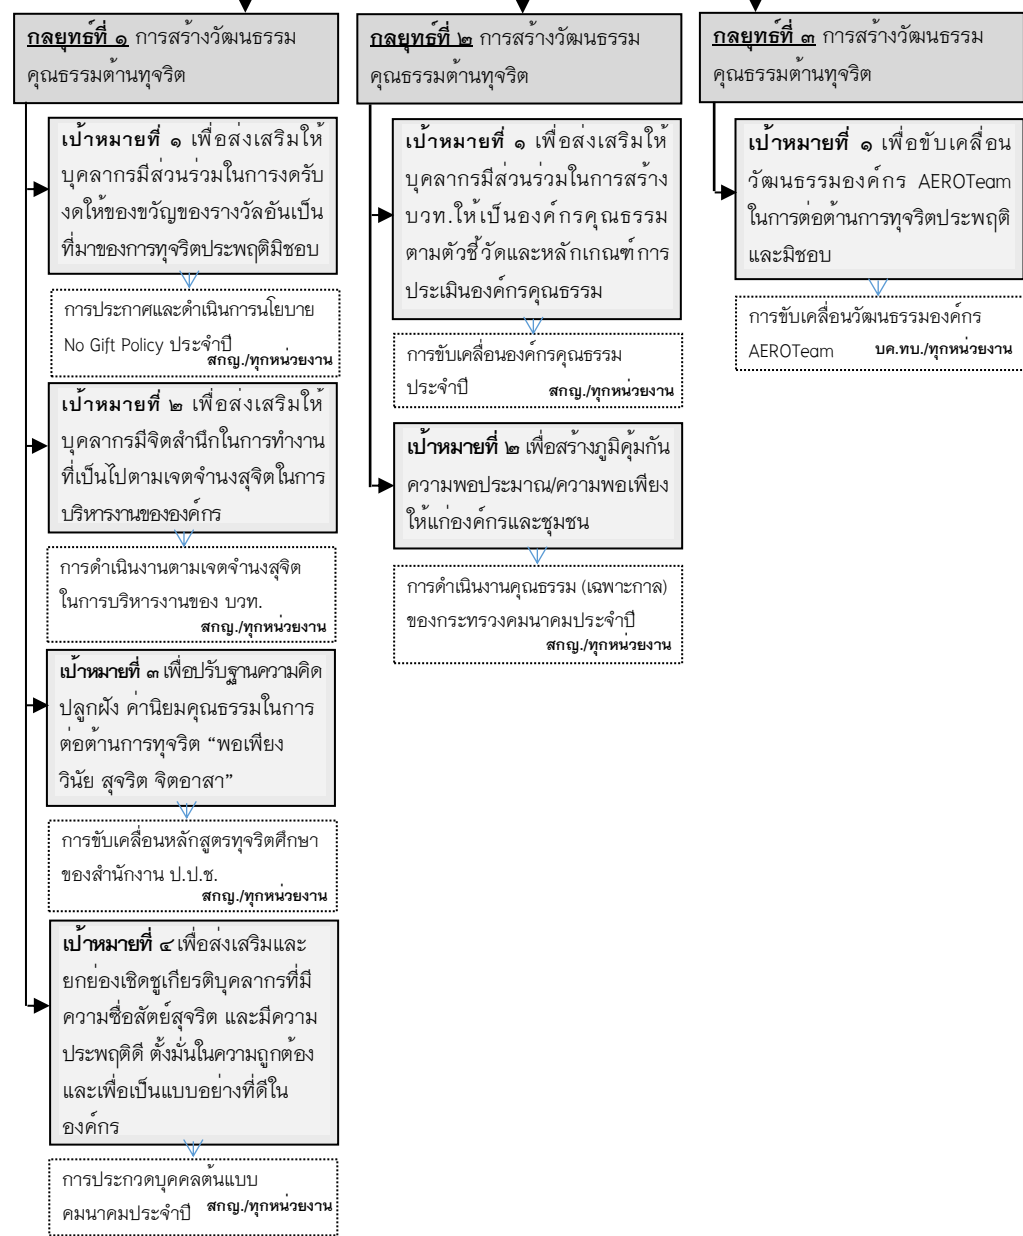 กลยุทธ์ที่ ๑ การสร้างวัฒนธรรม
คุณธรรมต้านทุจริต
เป้าหมายที่ ๑ เพื่อส่งเสริมให้
บุคลากรมีส่วนร่วมในการงดรับ
งดให้ของขวัญของรางวัลอันเป็น
ที่มาของการทุจริตประพฤติมิชอบ
การประกาศและดำเนินการนโยบาย
No Gift Policy ประจำปี
สกญ./ทุกหน่วยงาน
เป้าหมายที่ ๒ เพื่อส่งเสริมให้
บุคลากรมีจิตสำนึกในการทำงาน
ที่เป็นไปตามเจตจำนงสุจริตในการ
บริหารงานขององค์กร
การดำเนินงานตามเจตจำนงสุจริต
ในการบริหารงานของ บวท.
สกญ./ทุกหน่วยงาน
เป้าหมายที่ ๓ เพื่อปรับฐานความคิด
ปลูกฝัง ค่านิยมคุณธรรมในการ
ต่อต้านการทุจริต “พอเพียง
วินัย สุจริต จิตอาสา”
การขับเคลื่อนหลักสูตรทุจริตศึกษา
ของสำนักงาน ป.ป.ช.
สกญ./ทุกหน่วยงาน
เป้าหมายที่ ๔ เพื่อส่งเสริมและ
ยกย่องเชิดชูเกียรติบุคลากรที่มี
ความซื่อสัตย์สุจริต และมีความ
ประพฤติดี ตั้งมั่นในความถูกต้อง
และเพื่อเป็นแบบอย่างที่ดีใน
องค์กร
การประกวดบุคคลต้นแบบ
คมนาคมประจำปี สกญ./ทุกหน่วยงาน
กลยุทธ์ที่ ๒ การสร้างวัฒนธรรม
คุณธรรมต้านทุจริต
เป้าหมายที่ ๑ เพื่อส่งเสริมให้
บุคลากรมีส่วนร่วมในการสร้าง
บวท.ให้เป็นองค์กรคุณธรรม
ตามตัวชี้วัดและหลักเกณฑ์การ
ประเมินองค์กรคุณธรรม
การขับเคลื่อนองค์กรคุณธรรม
ประจำปี สกญ./ทุกหน่วยงาน
เป้าหมายที่ ๒ เพื่อสร้างภูมิคุ้มกัน
ความพอประมาณ/ความพอเพียง
ให้แก่องค์กรและชุมชน
การดำเนินงานคุณธรรม (เฉพาะกาล)
ของกระทรวงคมนาคมประจำปี
สกญ./ทุกหน่วยงาน
กลยุทธ์ที่ ๓ การสร้างวัฒนธรรม
คุณธรรมต้านทุจริต
เป้าหมายที่ ๑ เพื่อขับเคลื่อน
วัฒนธรรมองค์กร AEROTeam
ในการต่อต้านการทุจริตประพฤติ
และมิชอบ
การขับเคลื่อนวัฒนธรรมองค์กร
AEROTeam บค.ทบ./ทุกหน่วยงาน